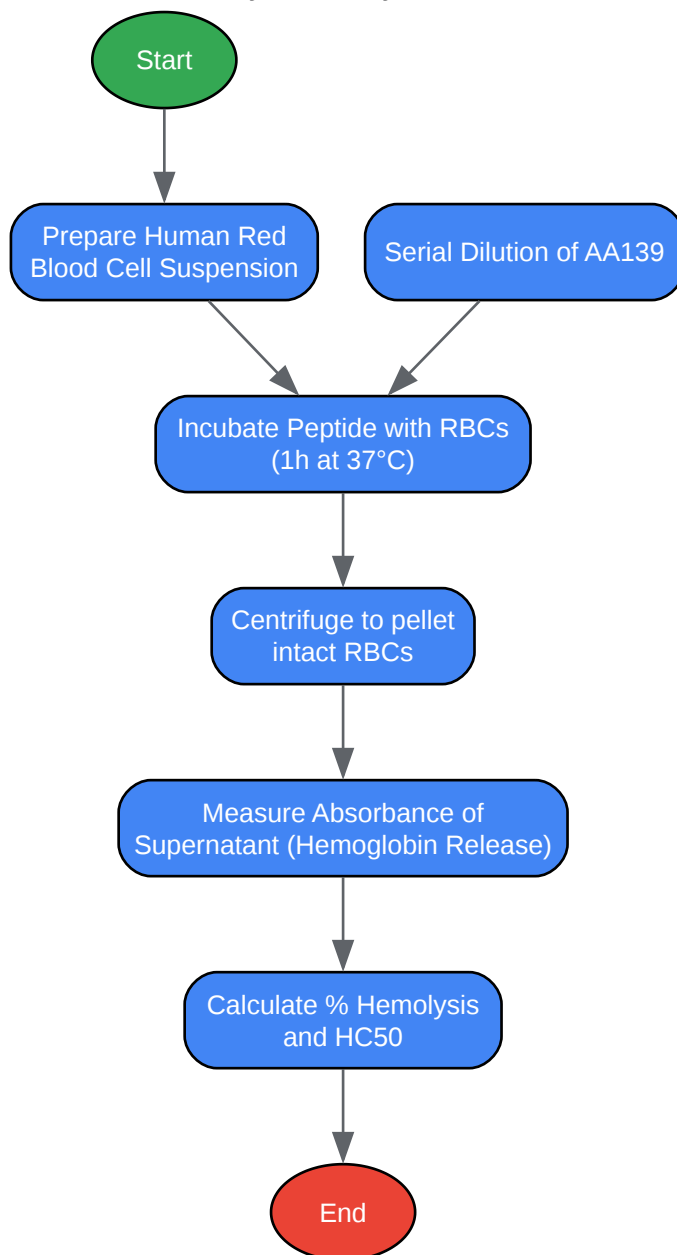 Start
Prepare Human Red
Blood Cell Suspension
Serial Dilution of AA139
Incubate Peptide with RBCs
(1h at 37°C)
Centrifuge to pellet
intact RBCs
Measure Absorbance of
Supernatant (Hemoglobin Release)
Calculate % Hemolysis
and HC50
End